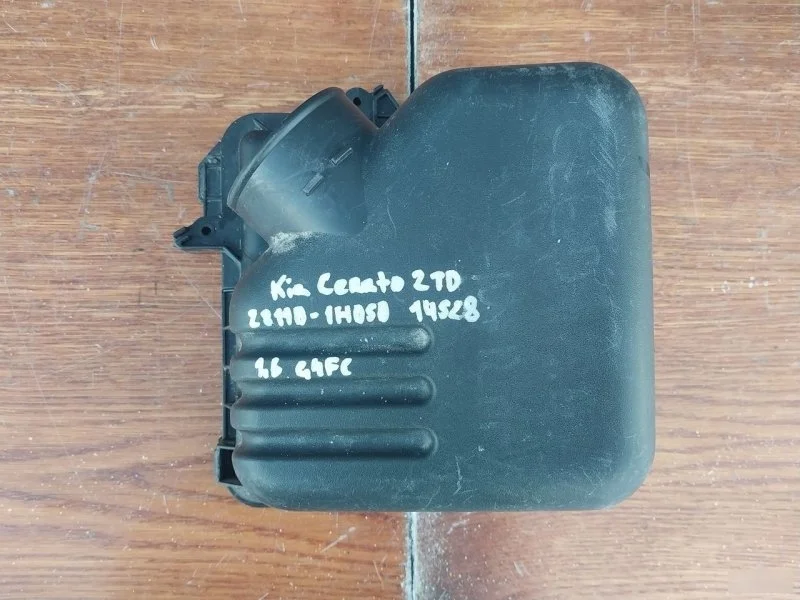 Kia Cerato 2TD
28110-1H050 14528
1.6 G4FC